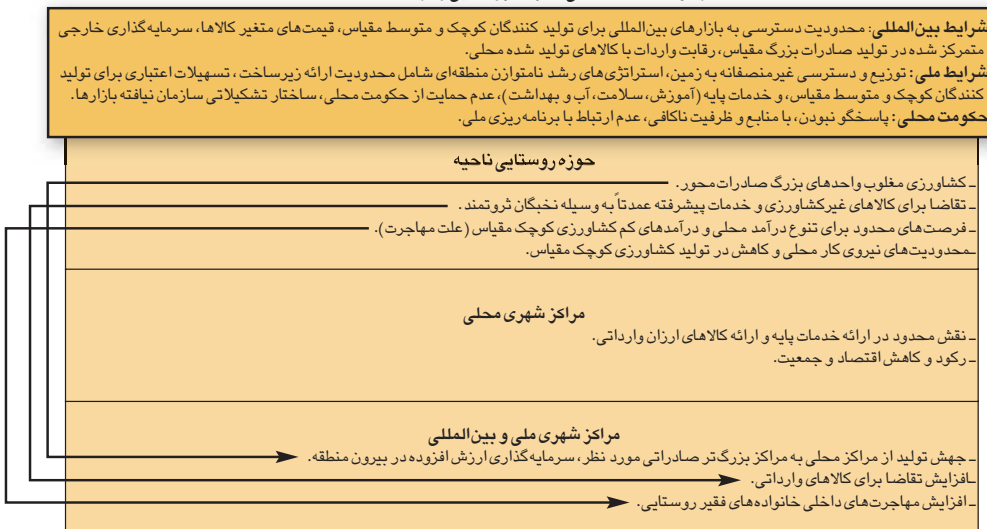 شرایط بین‌المللی: محدودیت دسترسی به بازارهای بین‌المللی برای تولید کنندگان کوچک و متوسط مقیاس، قیمت‌های متغیر کالاها، سرمایه‌گذاری خارجی
متمرکز شده در تولید صادرات بزرگ مقیاس، رقابت واردات با کالاهای تولید شده محلی.
شرایط ملی: توزیع و دسترسی غیرمنصفانه به زمین، استراتژی‌های رشد نامتوازن منطقه‌ای شامل محدودیت ارائه زیرساخت، تسهیلات اعتباری برای تولید
کنندگان کوچک و متوسط مقیاس، و خدمات پایه (آموزش، سلامت، آب و بهداشت)، عدم حمایت از حکومت محلی، ساختار تشکیلاتی سازمان نیافته بازارها.
حکومت محلی: پاسخگو نبودن، با منابع و ظرفیت ناکافی، عدم ارتباط با برنامه‌ریزی ملی.
حوزه روستایی ناحیه
ـ کشاورزی مغلوب واحدهای بزرگ صادرات‌محور.
ـ تقاضا برای کالاهای غیرکشاورزی و خدمات پیشرفته عمدتاً به وسیله نخبگان ثروتمند.
ـ فرصت‌های محدود برای تنوع درآمد محلی و درآمدهای کم کشاورزی کوچک مقیاس (علت مهاجرت).
ـمحدودیت‌های نیروی کار محلی و کاهش در تولید کشاورزی کوچک مقیاس.
مراکز شهری محلی
ـ نقش محدود در ارائه خدمات پایه و ارائه کالاهای ارزان وارداتی.
ـ رکود و کاهش اقتصاد و جمعیت.
مراکز شهری ملی و بین‌المللی
ـ جهش تولید از مراکز محلی به مراکز بزرگ‌تر صادراتی مورد نظر، سرمایه‌گذاری ارزش افزوده در بیرون منطقه.
ـافزایش تقاضا برای کالاهای وارداتی.
ـ افزایش مهاجرت‌های داخلی خانواده‌های فقیر روستایی.